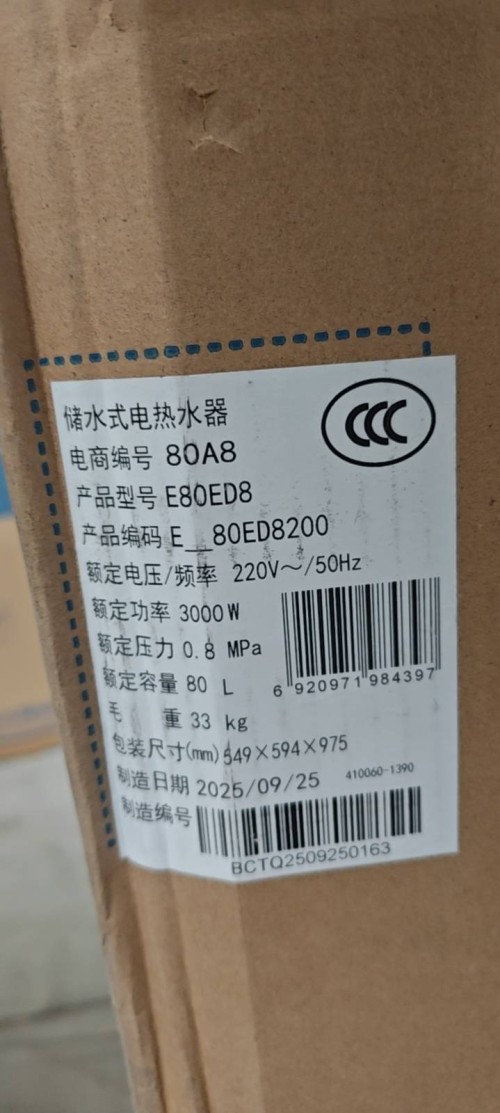 储水式电热水器
CCC
电商编号 80A8
产品型号 E80ED8
产品编码 E__80ED8200
额定电压/频率 220V～/50Hz
额定功率 3000W
额定压力 0.8 MPa
额定容量 80 L
6 920971 984397
毛 重 33 kg
包装尺寸(mm) 549×594×975
制造日期 2025/09/25
410060-1390
制造编号
BCTQ2509250163